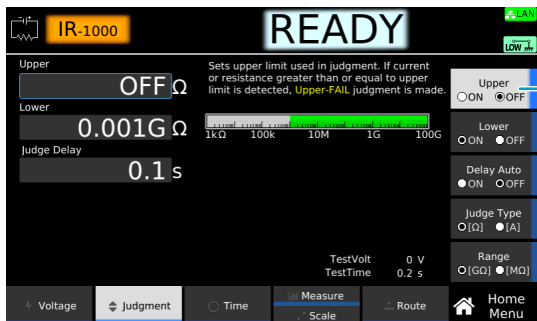 IR-1000
READY
LAN
LOW
Upper
OFF Ω
Sets upper limit used in judgment. If current
or resistance greater than or equal to upper
limit is detected, Upper-FAIL judgment is made.
Lower
0.001G Ω
1kΩ 100k 10M 1G 100G
Judge Delay
0.1 s
TestVolt 0 V
TestTime 0.2 s
Upper
ON OFF
Lower
ON OFF
Delay Auto
ON OFF
Judge Type
[Ω] [A]
Range
[GΩ] [MΩ]
Voltage
Judgment
Time
Measure
Scale
Route
Home
Menu